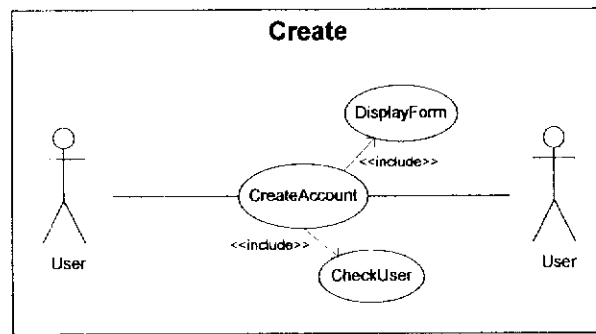 Create
DisplayForm
<<include>>
CreateAccount
User
<<include>>
CheckUser
User